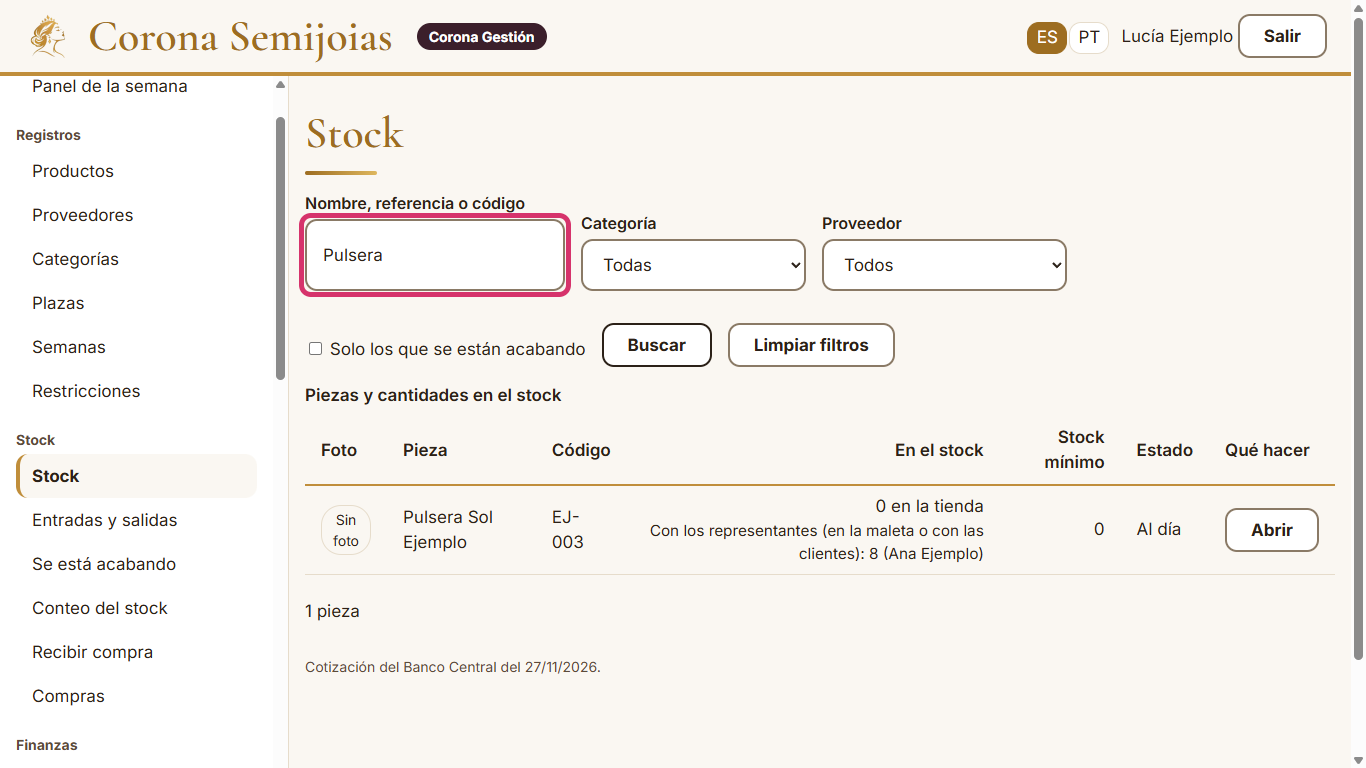 Corona Semijoias
Corona Gestión
ES PT Lucía Ejemplo Salir
Panel de la semana
Registros
Productos
Proveedores
Categorías
Plazas
Semanas
Restricciones
Stock
Stock
Entradas y salidas
Se está acabando
Conteo del stock
Recibir compra
Compras
Finanzas
Stock
Nombre, referencia o código
Pulsera
Categoría
Todas
Proveedor
Todos
Solo los que se están acabando
Buscar
Limpiar filtros
Piezas y cantidades en el stock
Foto Pieza Código En el stock Stock mínimo Estado Qué hacer
Sin foto
Pulsera Sol Ejemplo
EJ-003
0 en la tienda
Con los representantes (en la maleta o con las
clientes): 8 (Ana Ejemplo)
0
Al día
Abrir
1 pieza
Cotización del Banco Central del 27/11/2026.